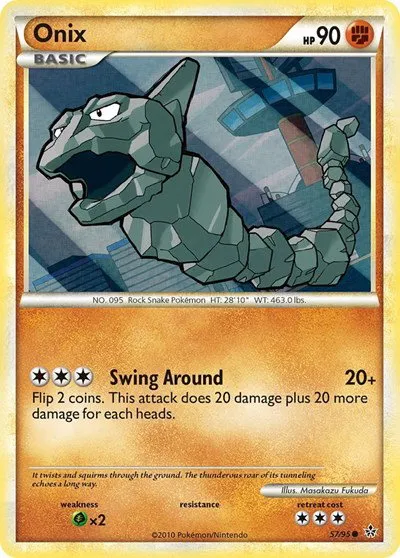 Onix
HP 90
BASIC
NO. 095 Rock Snake Pokémon HT: 28'10" WT: 463.0 lbs.
Swing Around 20+
Flip 2 coins. This attack does 20 damage plus 20 more
damage for each heads.
It twists and squirms through the ground. The thunderous roar of its tunneling
echoes a long way.
Illus. Masakazu Fukuda
weakness resistance retreat cost
×2
57/95
©2010 Pokémon/Nintendo